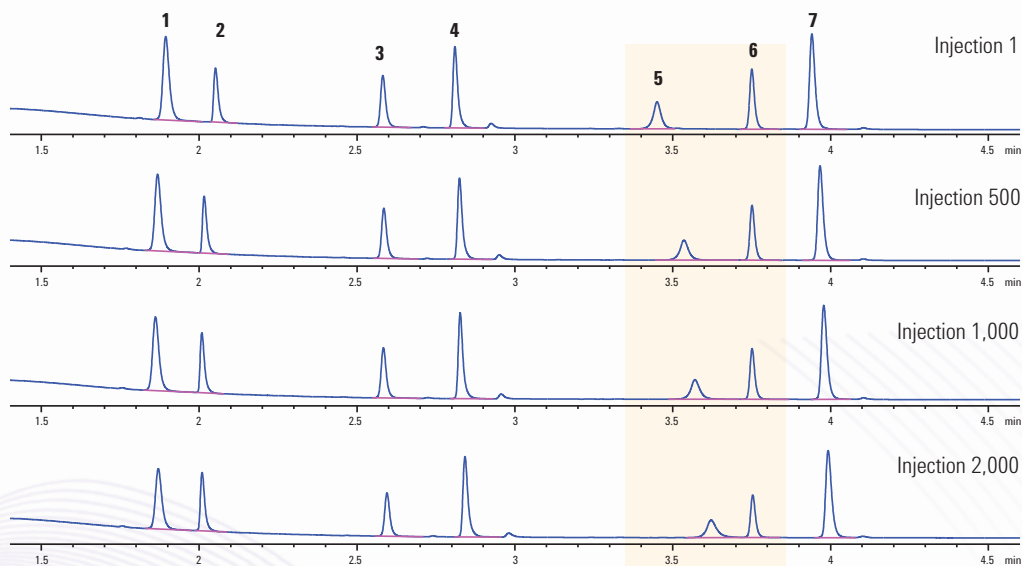 1
2
3
4
5
6
7
Injection 1
1.5 2 2.5 3 3.5 4 4.5 min
Injection 500
1.5 2 2.5 3 3.5 4 4.5 min
Injection 1,000
1.5 2 2.5 3 3.5 4 4.5 min
Injection 2,000
1.5 2 2.5 3 3.5 4 4.5 min